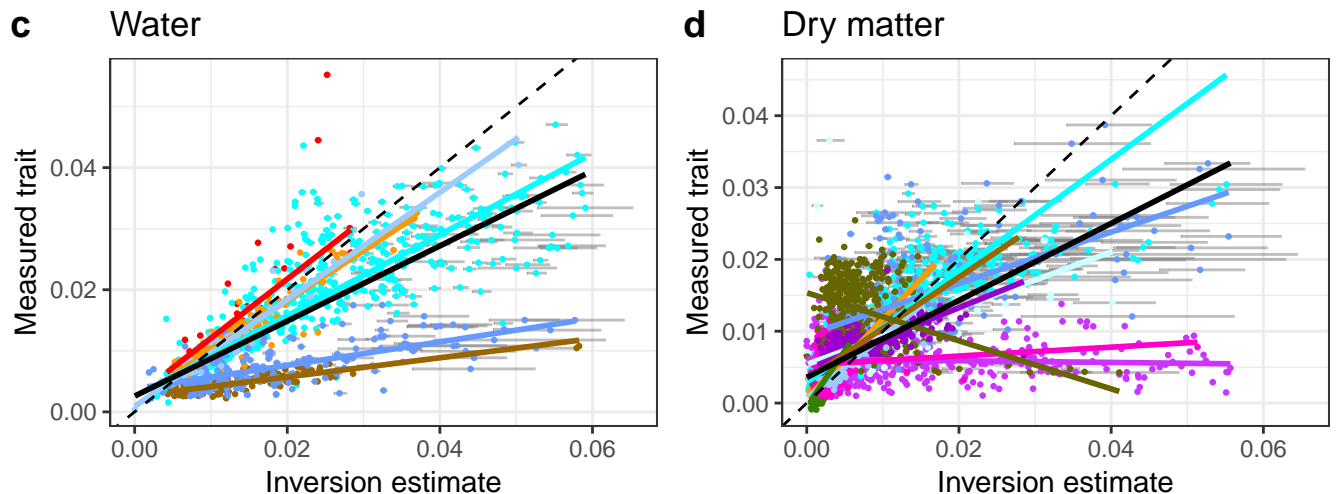 c Water
0.04
0.02
0.00
Measured trait
0.00 0.02 0.04 0.06
Inversion estimate
d Dry matter
0.04
0.03
0.02
0.01
0.00
Measured trait
0.00 0.02 0.04 0.06
Inversion estimate